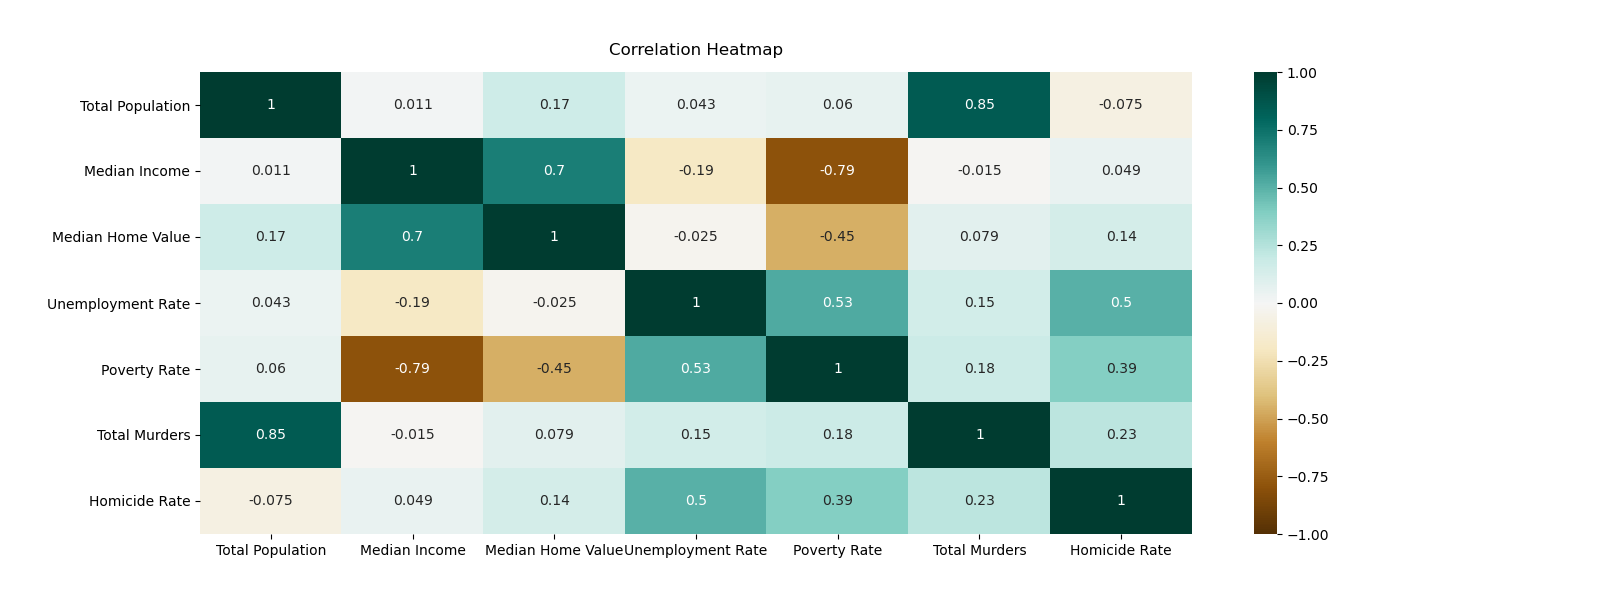 Correlation Heatmap
Total Population 1 0.011 0.17 0.043 0.06 0.85 -0.075
Median Income 0.011 1 0.7 -0.19 -0.79 -0.015 0.049
Median Home Value 0.17 0.7 1 -0.025 -0.45 0.079 0.14
Unemployment Rate 0.043 -0.19 -0.025 1 0.53 0.15 0.5
Poverty Rate 0.06 -0.79 -0.45 0.53 1 0.18 0.39
Total Murders 0.85 -0.015 0.079 0.15 0.18 1 0.23
Homicide Rate -0.075 0.049 0.14 0.5 0.39 0.23 1
Total Population Median Income Median Home Value Unemployment Rate Poverty Rate Total Murders Homicide Rate
1.00
0.75
0.50
0.25
0.00
−0.25
−0.50
−0.75
−1.00